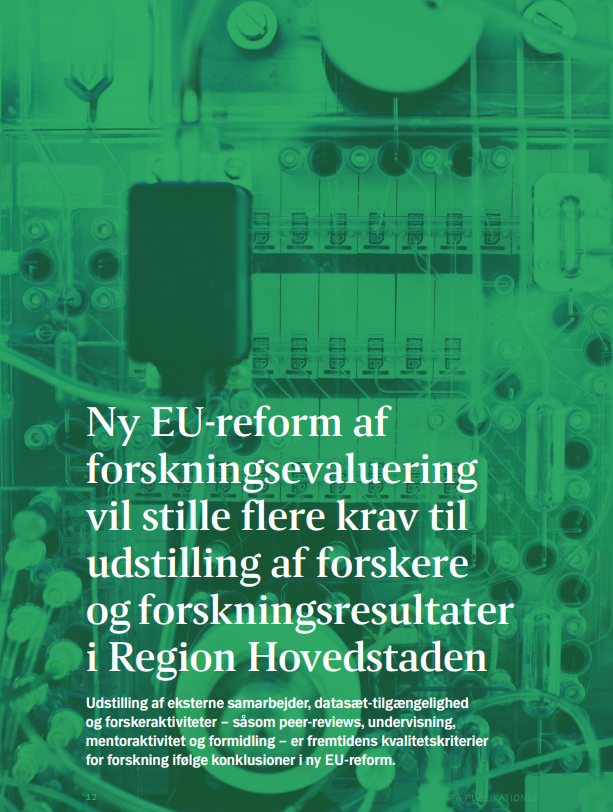 Ny EU-reform af
forskningsevaluering
vil stille flere krav til
udstilling af forskere
og forskningsresultater
i Region Hovedstaden
Udstilling af eksterne samarbejder, datasæt-tilgængelighed
og forskeraktiviteter – såsom peer-reviews, undervisning,
mentoraktivitet og formidling – er fremtidens kvalitetskriterier
for forskning ifølge konklusioner i ny EU-reform.
12